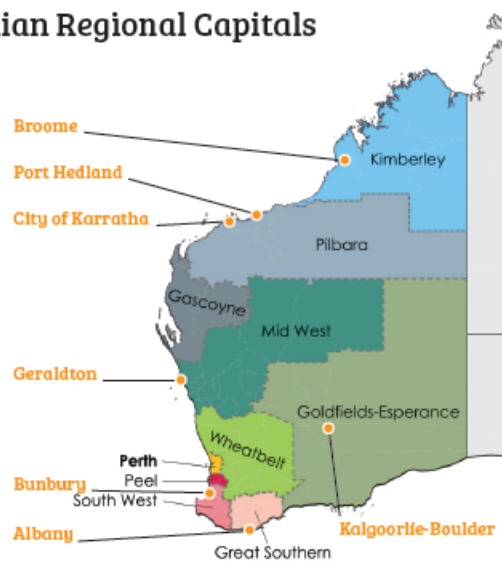 ian Regional Capitals
Broome
Kimberley
Port Hedland
City of Karratha
Pilbara
Gascoyne
Mid West
Geraldton
Goldfields-Esperance
Wheatbelt
Perth
Peel
Bunbury
South West
Albany
Kalgoorlie-Boulder
Great Southern